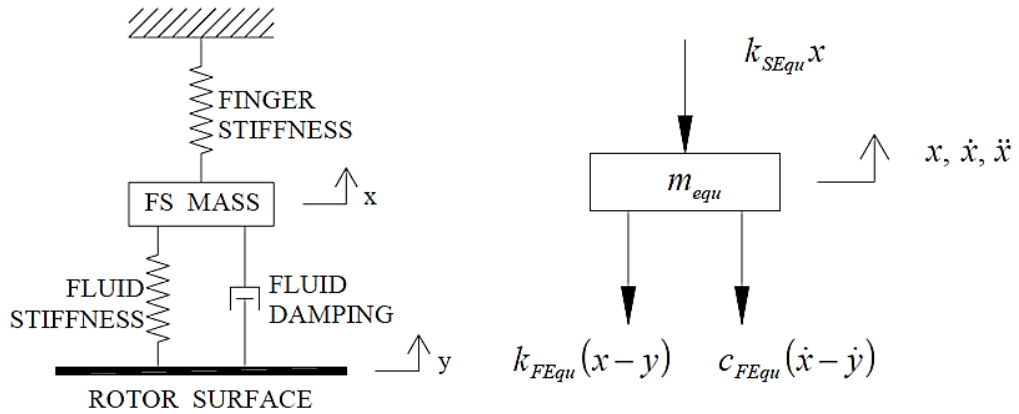 FINGER
STIFFNESS
FS MASS
x
FLUID
STIFFNESS
FLUID
DAMPING
y
ROTOR SURFACE
k_{SEqu} x
m_{equ}
x, ẋ, ẍ
k_{FEqu}(x − y)
c_{FEqu}(ẋ − ẏ)